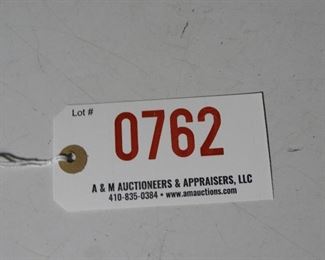 Lot #
0762
A & M AUCTIONEERS & APPRAISERS, LLC
410-835-0384 • www.amauctions.com